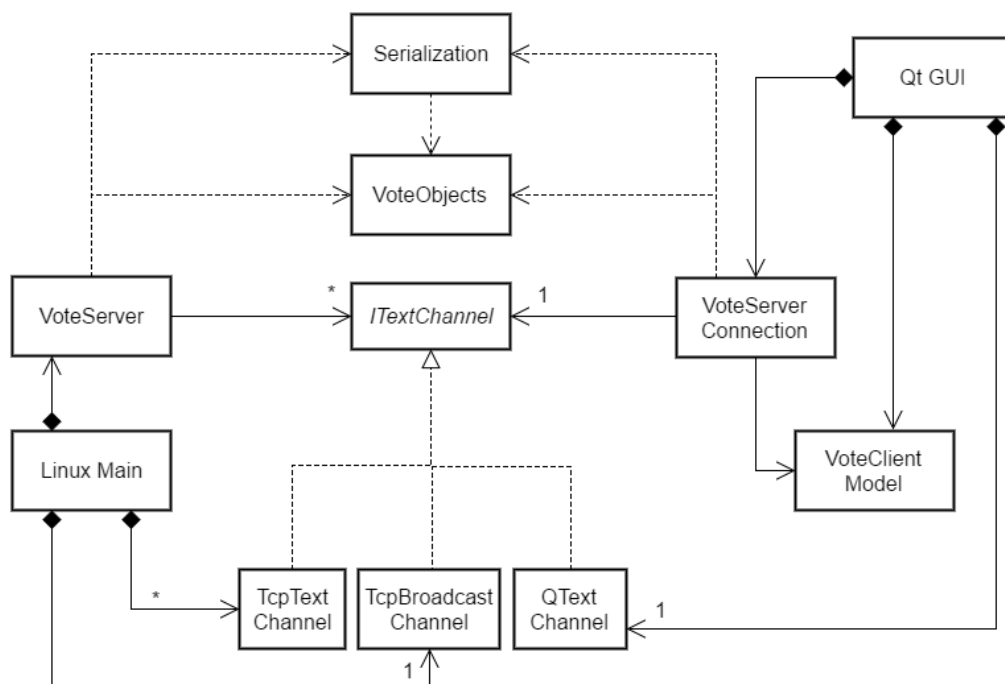 Serialization
Qt GUI
VoteObjects
VoteServer
*
ITextChannel
1
VoteServer
Connection
Linux Main
VoteClient
Model
*
TcpText
Channel
TcpBroadcast
Channel
QText
Channel
1
1